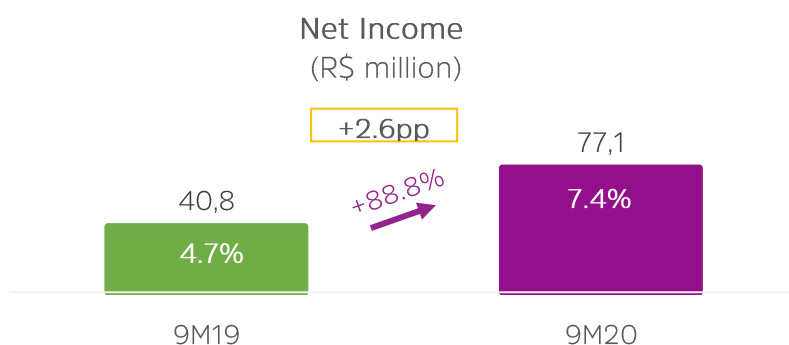 Net Income
(R$ million)
+2.6pp
77,1
40,8
+88.8%
7.4%
4.7%
9M19
9M20